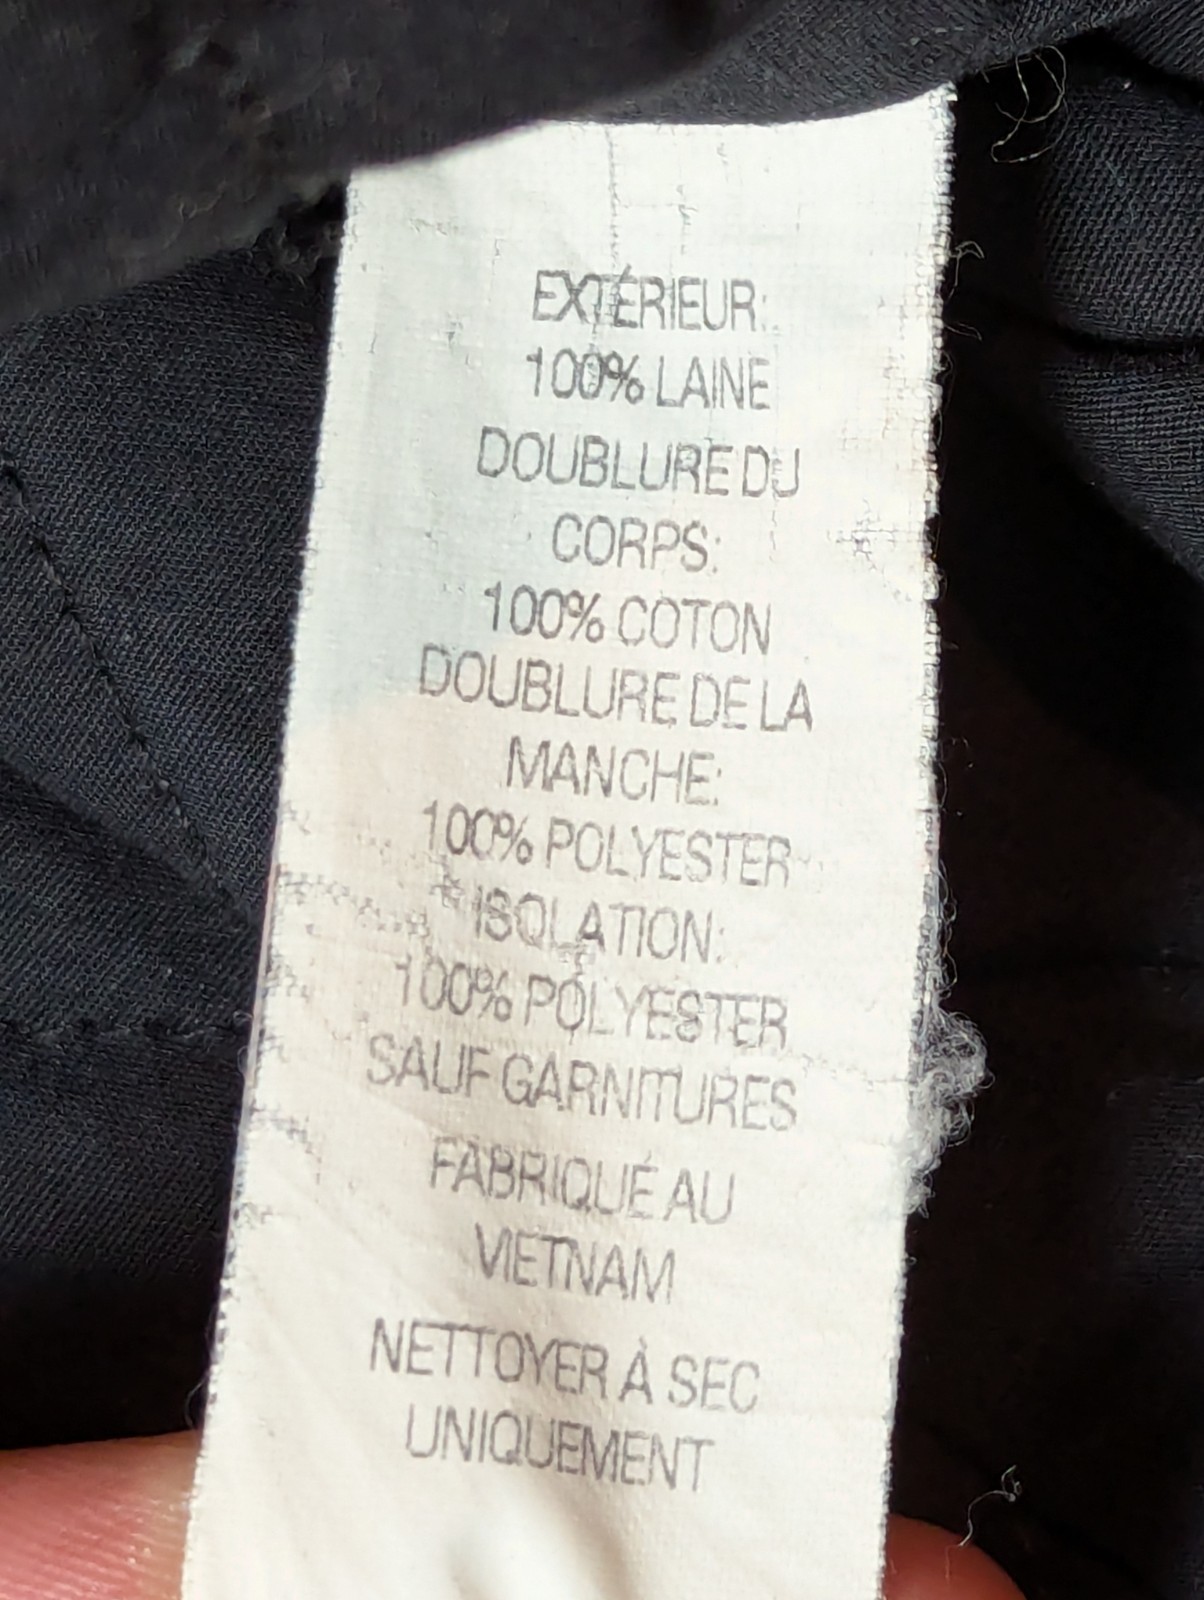 EXTÉRIEUR:
100% LAINE
DOUBLURE DU
CORPS:
100% COTON
DOUBLURE DE LA
MANCHE:
100% POLYESTER
ISOLATION:
100% POLYESTER
SAUF GARNITURES
FABRIQUÉ AU
VIETNAM
NETTOYER À SEC
UNIQUEMENT